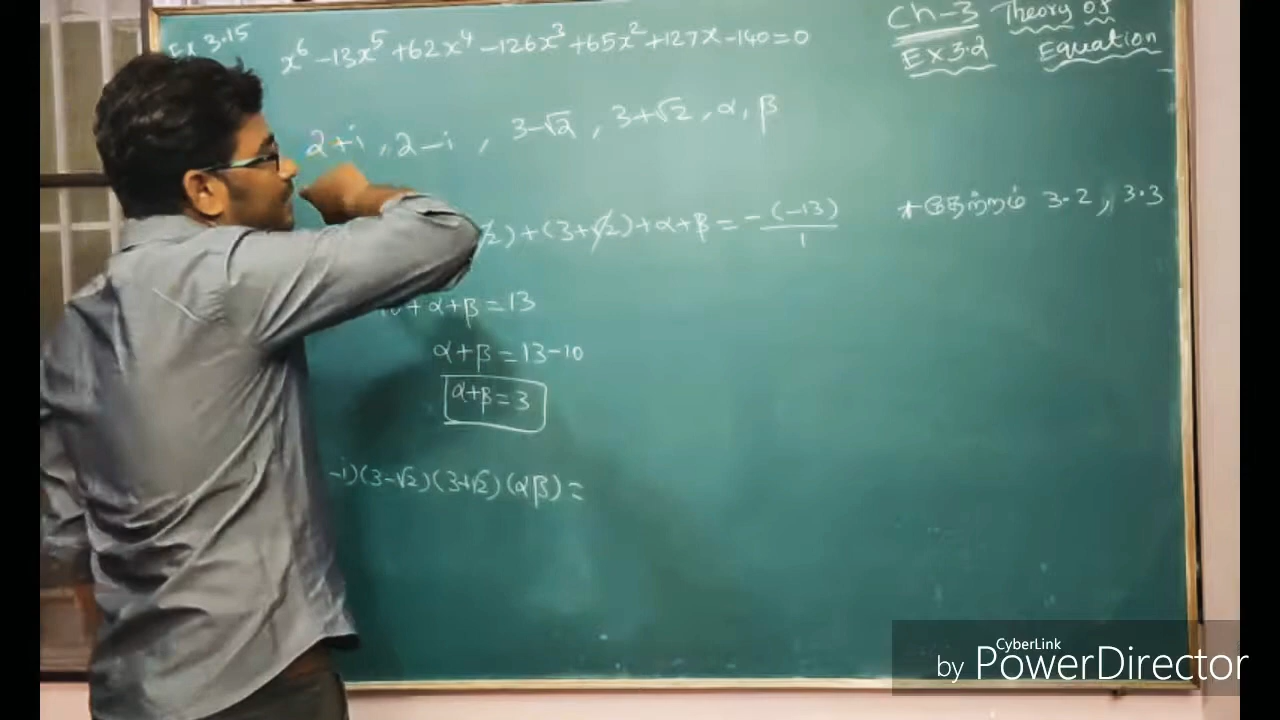 Ex 3.15
x⁶ -13x⁵ +62x⁴ -126x³ +65x² +127x -140=0
Ch-3 Theory of
Ex 3.2 Equation
2+i , 2-i , 3-√2 , 3+√2 , α, β
√2)+(3+√2)+α+β = -(-13)/1
*தேற்றம் 3.2, 3.3
10+α+β=13
α+β=13-10
α+β=3
-i)(3-√2)(3+√2)(αβ)=
CyberLink
by PowerDirector